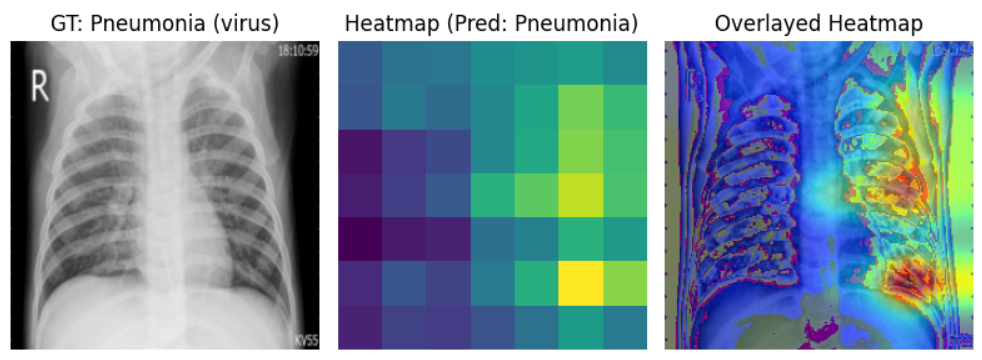 GT: Pneumonia (virus)
Heatmap (Pred: Pneumonia)
Overlayed Heatmap
18:10:59
R
KV55